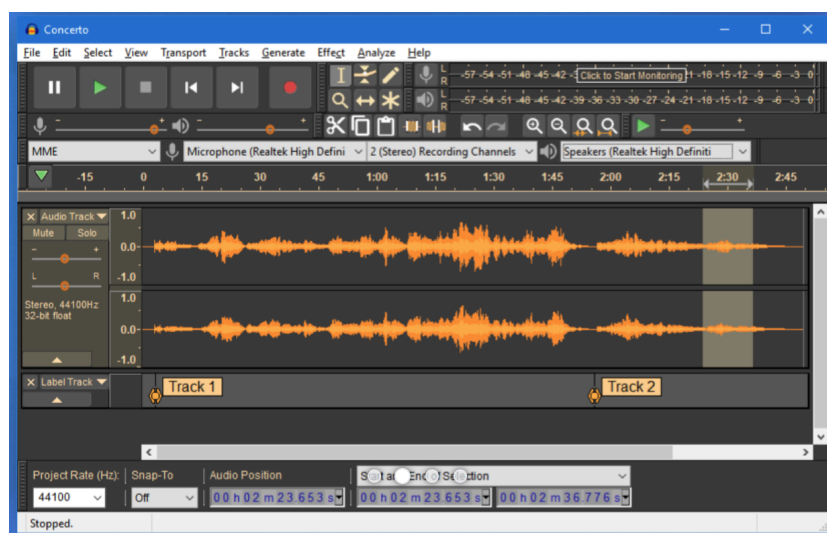 Concerto
File Edit Select View Transport Tracks Generate Effect Analyze Help
L
R
-57 -54 -51 -48 -45 -42 Click to Start Monitoring -18 -15 -12 -9 -6 -3 0
L
R
-57 -54 -51 -48 -45 -42 -39 -36 -33 -30 -27 -24 -21 -18 -15 -12 -9 -6 -3 0
- + - +
- +
MME Microphone (Realtek High Defini 2 (Stereo) Recording Channels Speakers (Realtek High Definiti
-15 0 15 30 45 1:00 1:15 1:30 1:45 2:00 2:15 2:30 2:45
Audio Track 1.0
Mute Solo
- + 0.0
L R -1.0
Stereo, 44100Hz 1.0
32-bit float
0.0
-1.0
Label Track
Track 1 Track 2
Project Rate (Hz): Snap-To Audio Position Start and End of Selection
44100 Off 00 h 02 m 23.653 s 00 h 02 m 23.653 s 00 h 02 m 36.776 s
Stopped.